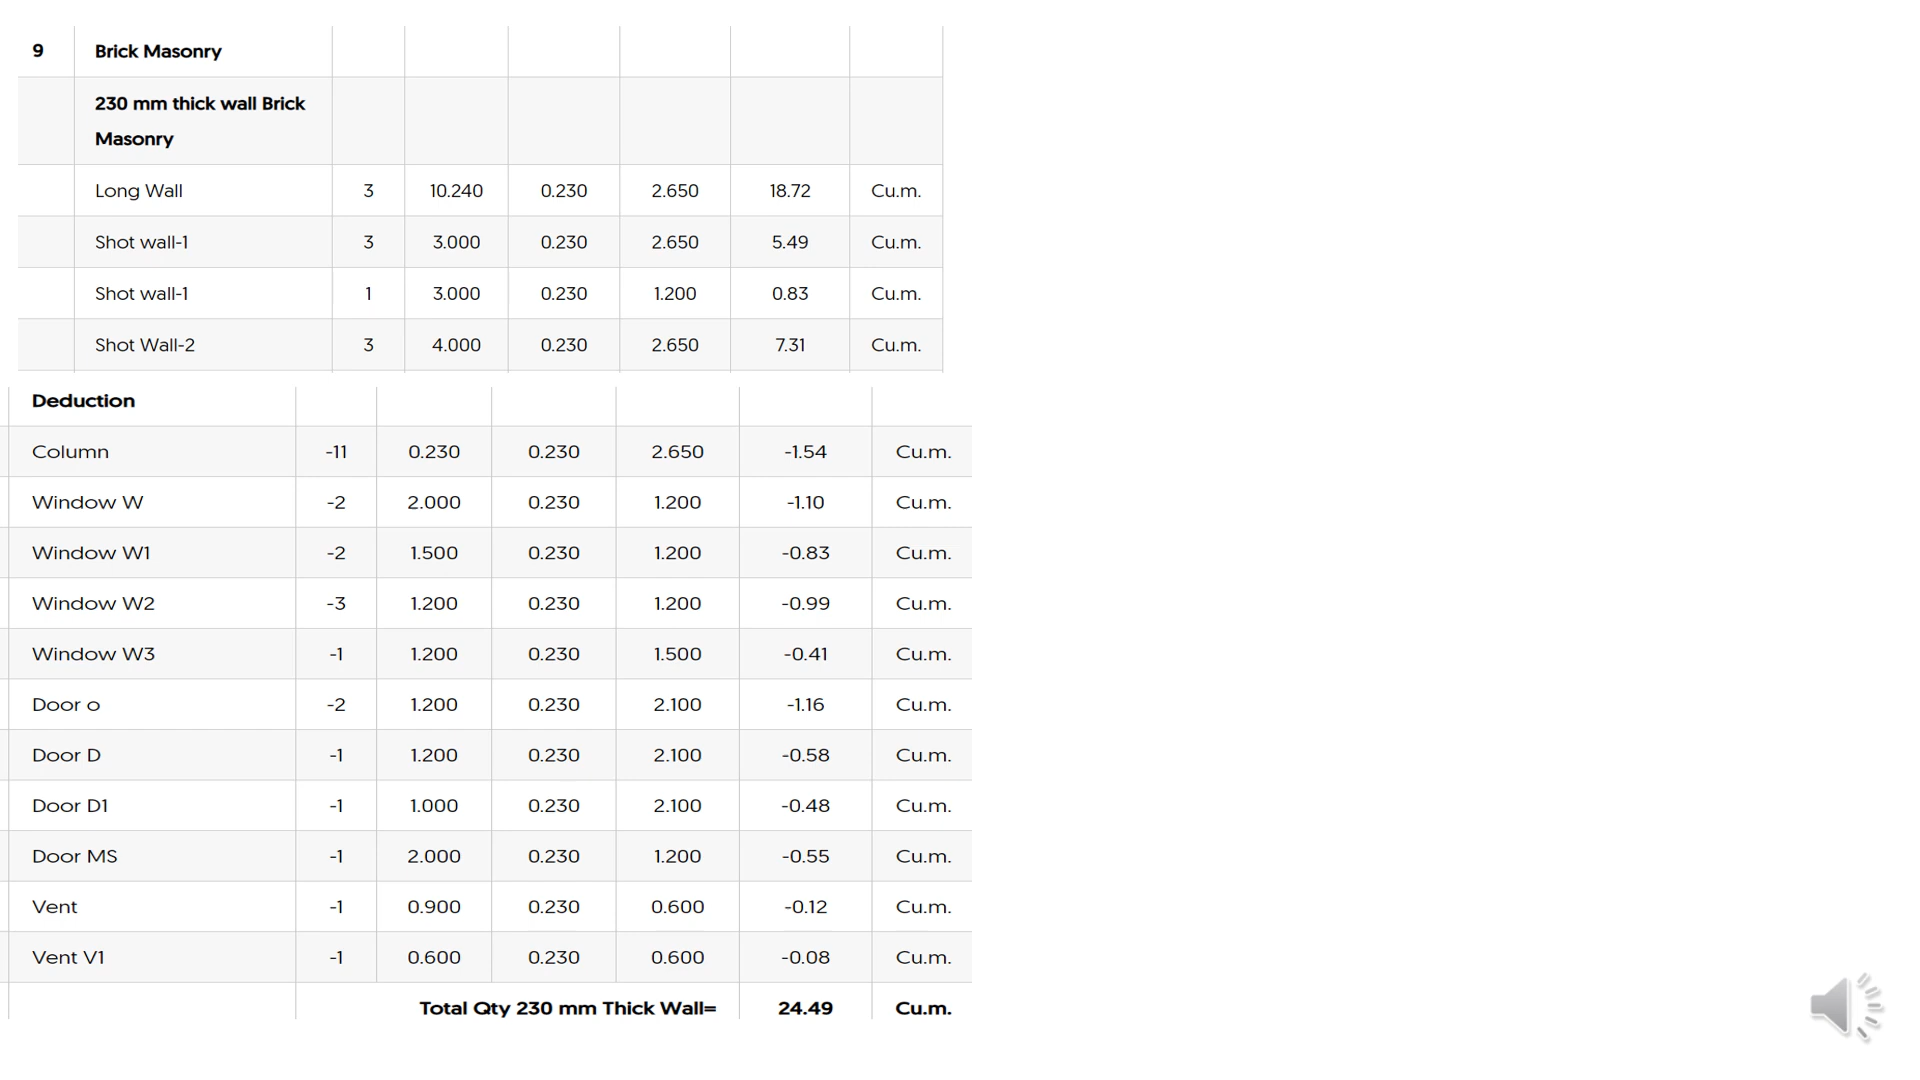 9 Brick Masonry
230 mm thick wall Brick
Masonry
Long Wall 3 10.240 0.230 2.650 18.72 Cu.m.
Shot wall-1 3 3.000 0.230 2.650 5.49 Cu.m.
Shot wall-1 1 3.000 0.230 1.200 0.83 Cu.m.
Shot Wall-2 3 4.000 0.230 2.650 7.31 Cu.m.
Deduction
Column -11 0.230 0.230 2.650 -1.54 Cu.m.
Window W -2 2.000 0.230 1.200 -1.10 Cu.m.
Window W1 -2 1.500 0.230 1.200 -0.83 Cu.m.
Window W2 -3 1.200 0.230 1.200 -0.99 Cu.m.
Window W3 -1 1.200 0.230 1.500 -0.41 Cu.m.
Door o -2 1.200 0.230 2.100 -1.16 Cu.m.
Door D -1 1.200 0.230 2.100 -0.58 Cu.m.
Door D1 -1 1.000 0.230 2.100 -0.48 Cu.m.
Door MS -1 2.000 0.230 1.200 -0.55 Cu.m.
Vent -1 0.900 0.230 0.600 -0.12 Cu.m.
Vent V1 -1 0.600 0.230 0.600 -0.08 Cu.m.
Total Qty 230 mm Thick Wall= 24.49 Cu.m.